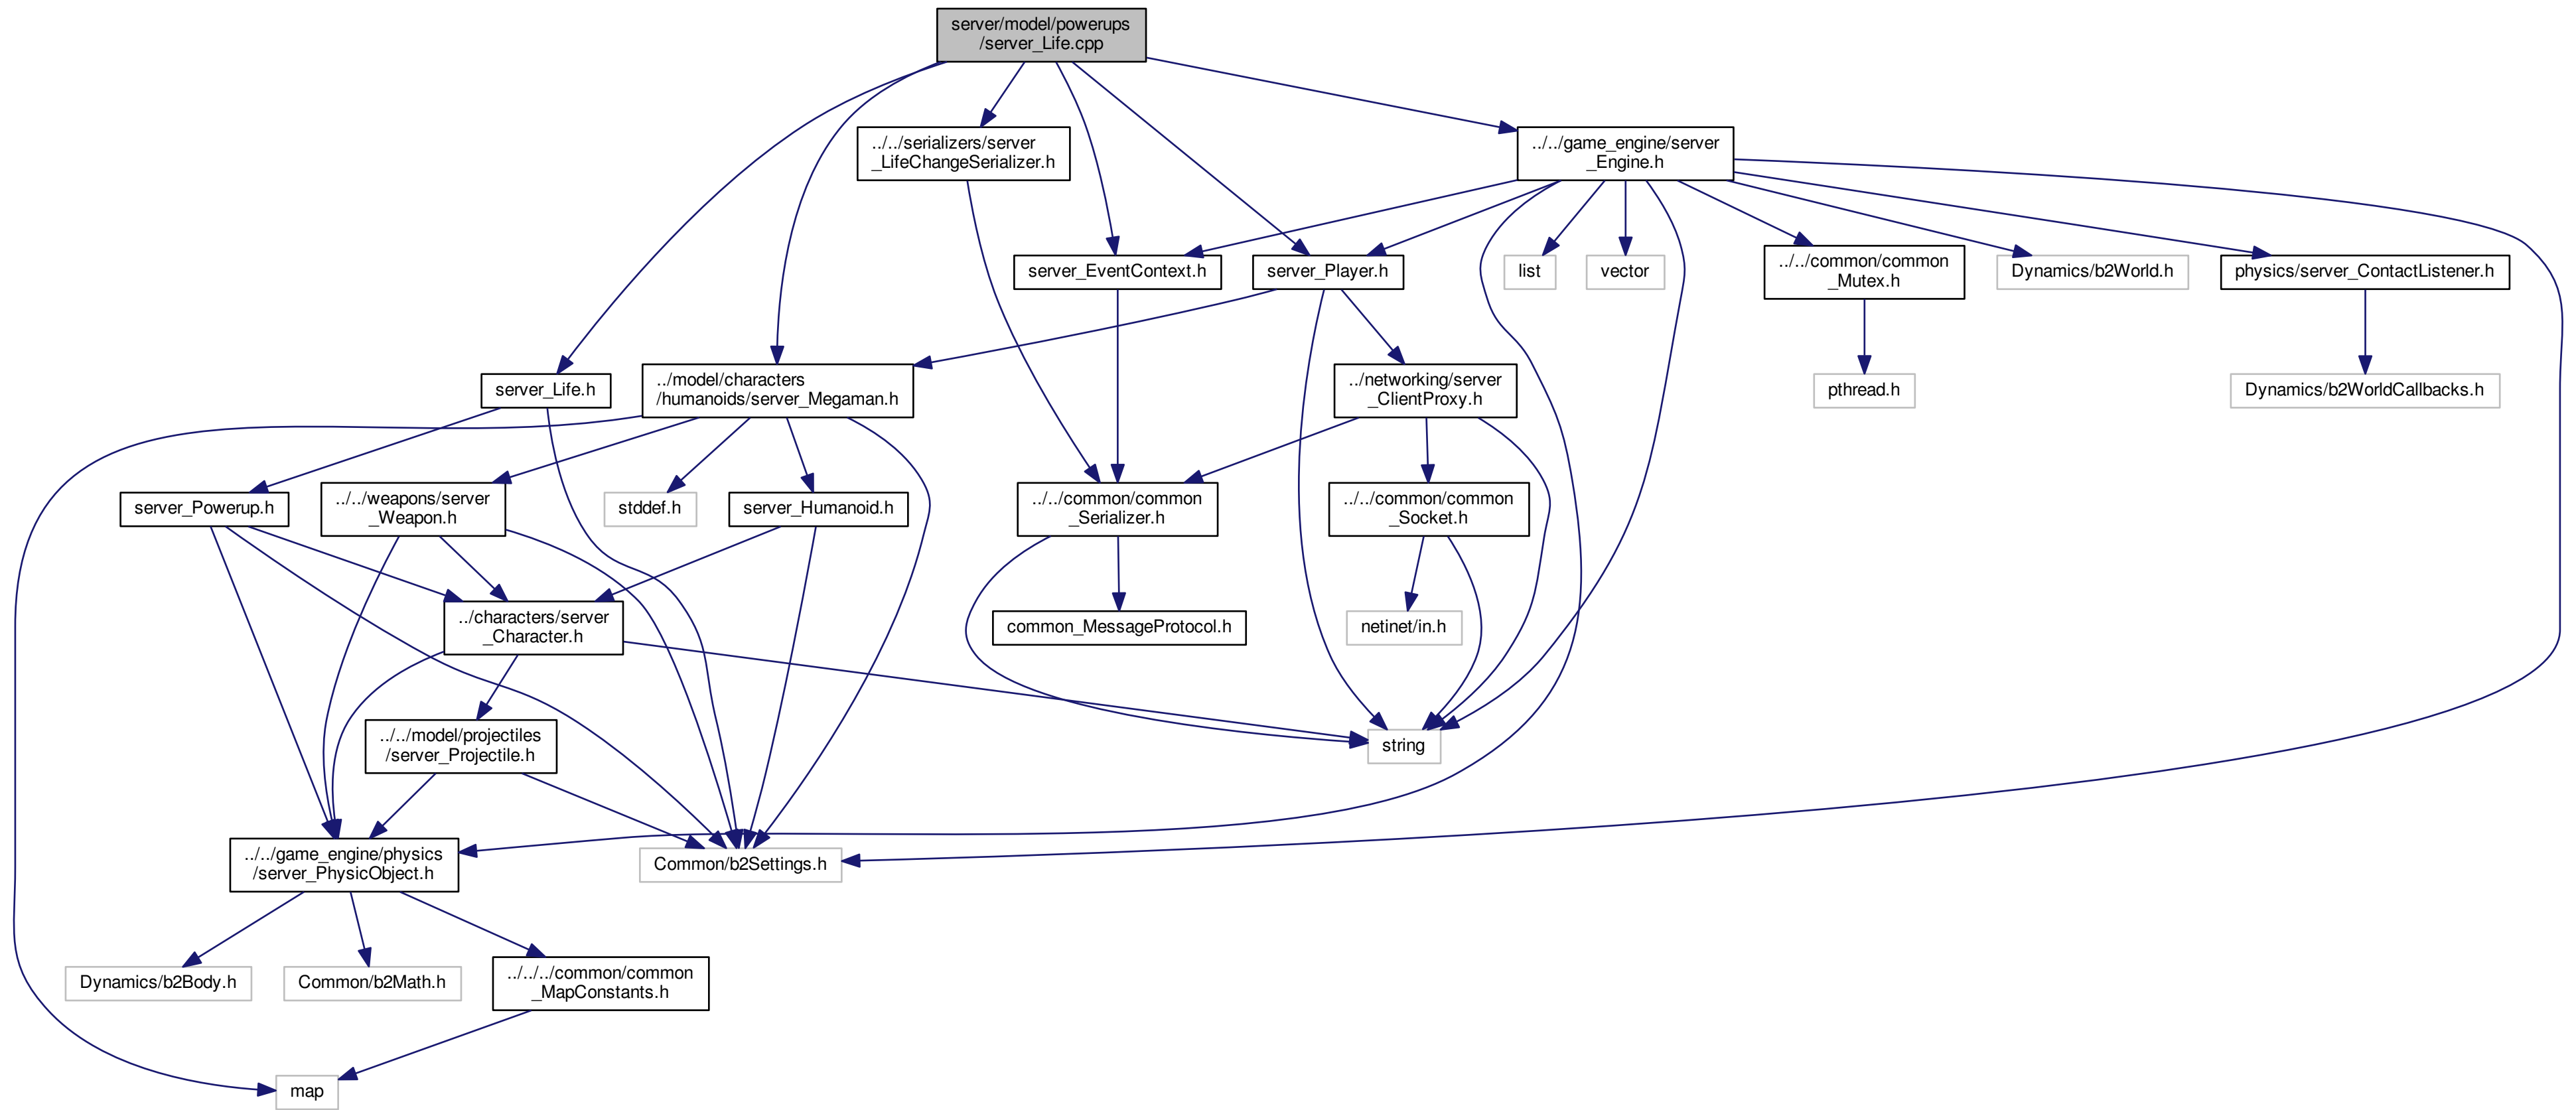 server/model/powerups
/server_Life.cpp
../../serializers/server
_LifeChangeSerializer.h
../../game_engine/server
_Engine.h
server_EventContext.h
server_Player.h
list
vector
../../common/common
_Mutex.h
Dynamics/b2World.h
physics/server_ContactListener.h
server_Life.h
../model/characters
/humanoids/server_Megaman.h
../networking/server
_ClientProxy.h
pthread.h
Dynamics/b2WorldCallbacks.h
server_Powerup.h
../../weapons/server
_Weapon.h
stddef.h
server_Humanoid.h
../../common/common
_Serializer.h
../../common/common
_Socket.h
../characters/server
_Character.h
common_MessageProtocol.h
netinet/in.h
../../model/projectiles
/server_Projectile.h
string
../../game_engine/physics
/server_PhysicObject.h
Common/b2Settings.h
Dynamics/b2Body.h
Common/b2Math.h
../../../common/common
_MapConstants.h
map